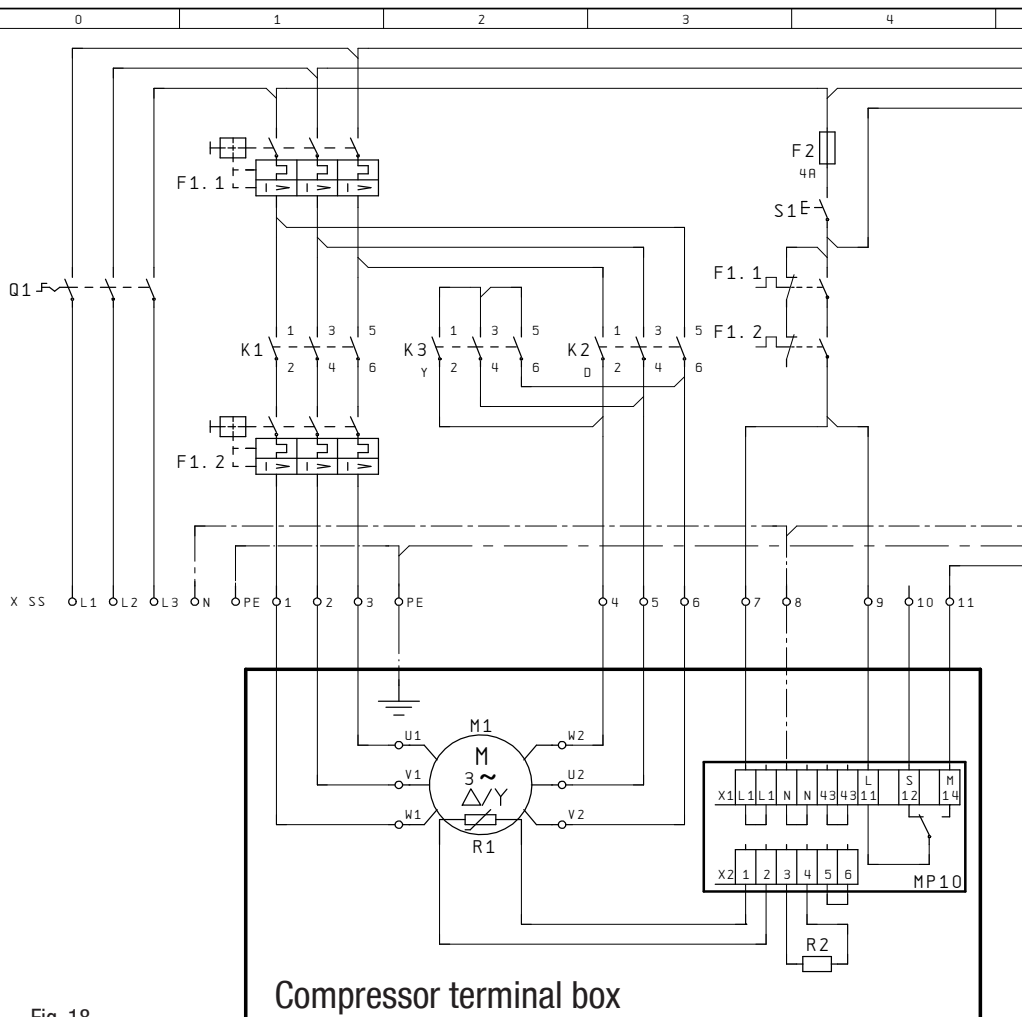 0 1 2 3 4
F2
4A
F1.1
S1
F1.1
Q1
1 3 5 1 3 5 1 3 5
F1.2
K1 K3 K2
2 4 6 Y 2 4 6 D 2 4 6
F1.2
I > I > I >
X SS L1 L2 L3 N PE 1 2 3 PE 4 5 6 7 8 9 10 11
M1
U1 W2
M
V1 3 ~ U2
△/Y
W1 V2
R1
L S M
X1 L1 L1 N N 43 43 11 12 14
X2 1 2 3 4 5 6
MP10
R2
Compressor terminal box
Fig. 18